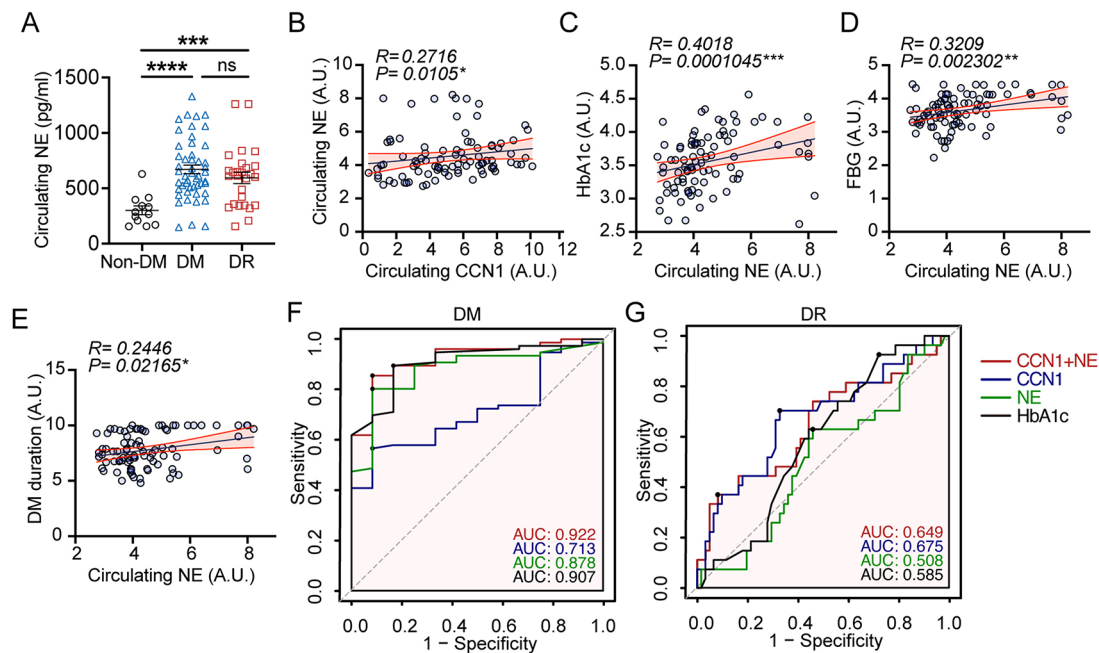 A
***
****
ns
Circulating NE (pg/ml)
1500
1000
500
0
Non-DM DM DR
B
R= 0.2716
P= 0.0105*
Circulating NE (A.U.)
10
8
6
4
2
0
0 2 4 6 8 10 12
Circulating CCN1 (A.U.)
C
R= 0.4018
P= 0.0001045***
HbA1c (A.U.)
5.0
4.5
4.0
3.5
3.0
2.5
2 4 6 8
Circulating NE (A.U.)
D
R= 0.3209
P= 0.002302**
FBG (A.U.)
5
4
3
2
1
0
2 4 6 8
Circulating NE (A.U.)
E
R= 0.2446
P= 0.02165*
DM duration (A.U.)
15
10
5
0
2 4 6 8
Circulating NE (A.U.)
F
DM
Sensitivity
1.0
0.8
0.6
0.4
0.2
0.0
AUC: 0.922
AUC: 0.713
AUC: 0.878
AUC: 0.907
0.0 0.2 0.4 0.6 0.8 1.0
1 − Specificity
G
DR
Sensitivity
1.0
0.8
0.6
0.4
0.2
0.0
AUC: 0.649
AUC: 0.675
AUC: 0.508
AUC: 0.585
0.0 0.2 0.4 0.6 0.8 1.0
1 − Specificity
CCN1+NE
CCN1
NE
HbA1c